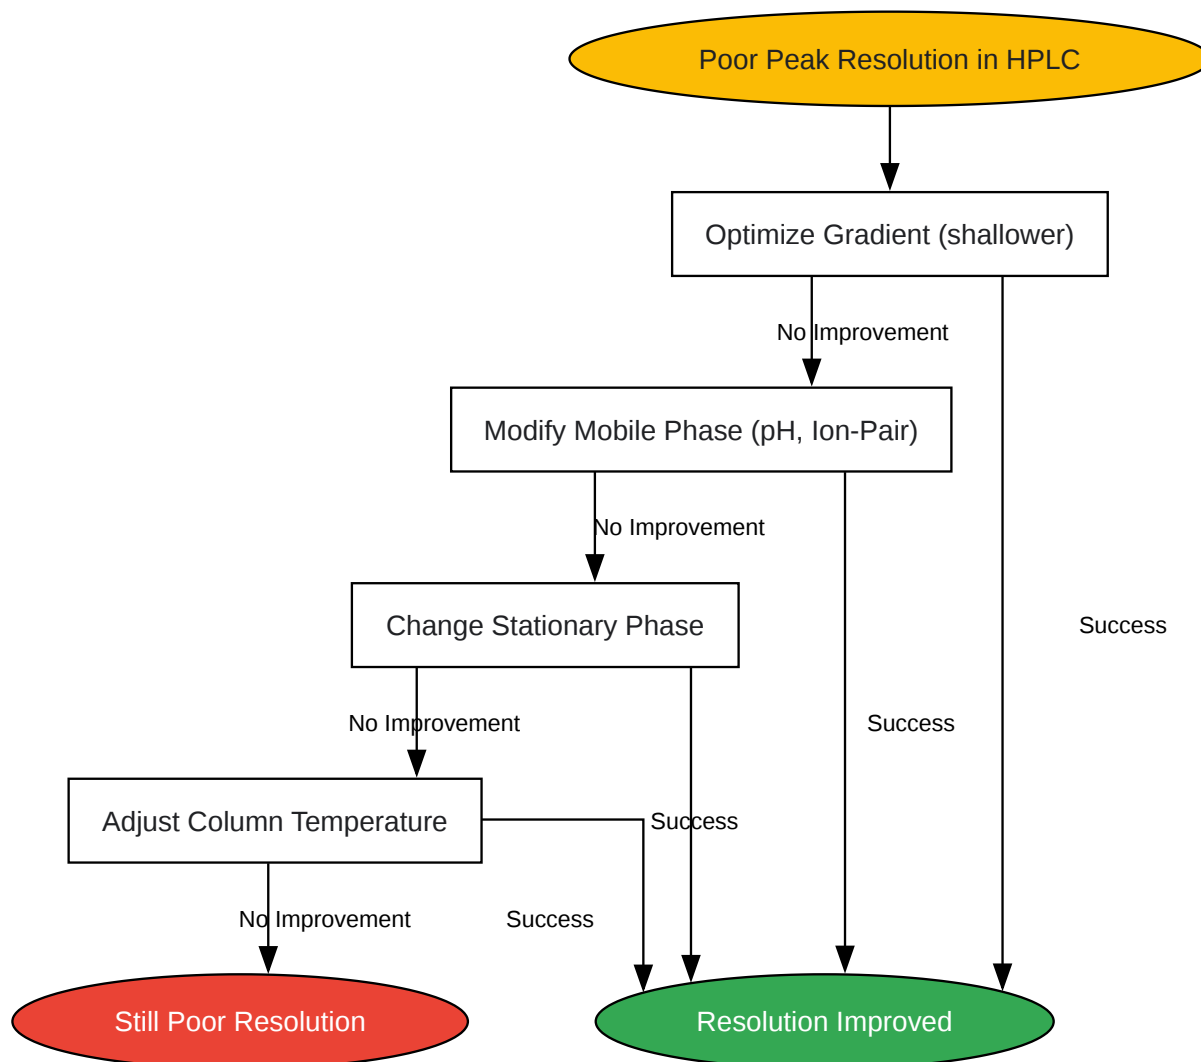 Poor Peak Resolution in HPLC
Optimize Gradient (shallower)
No Improvement
Modify Mobile Phase (pH, Ion-Pair)
No Improvement
Change Stationary Phase
Success
No Improvement
Success
Adjust Column Temperature
Success
No Improvement
Success
Still Poor Resolution
Resolution Improved